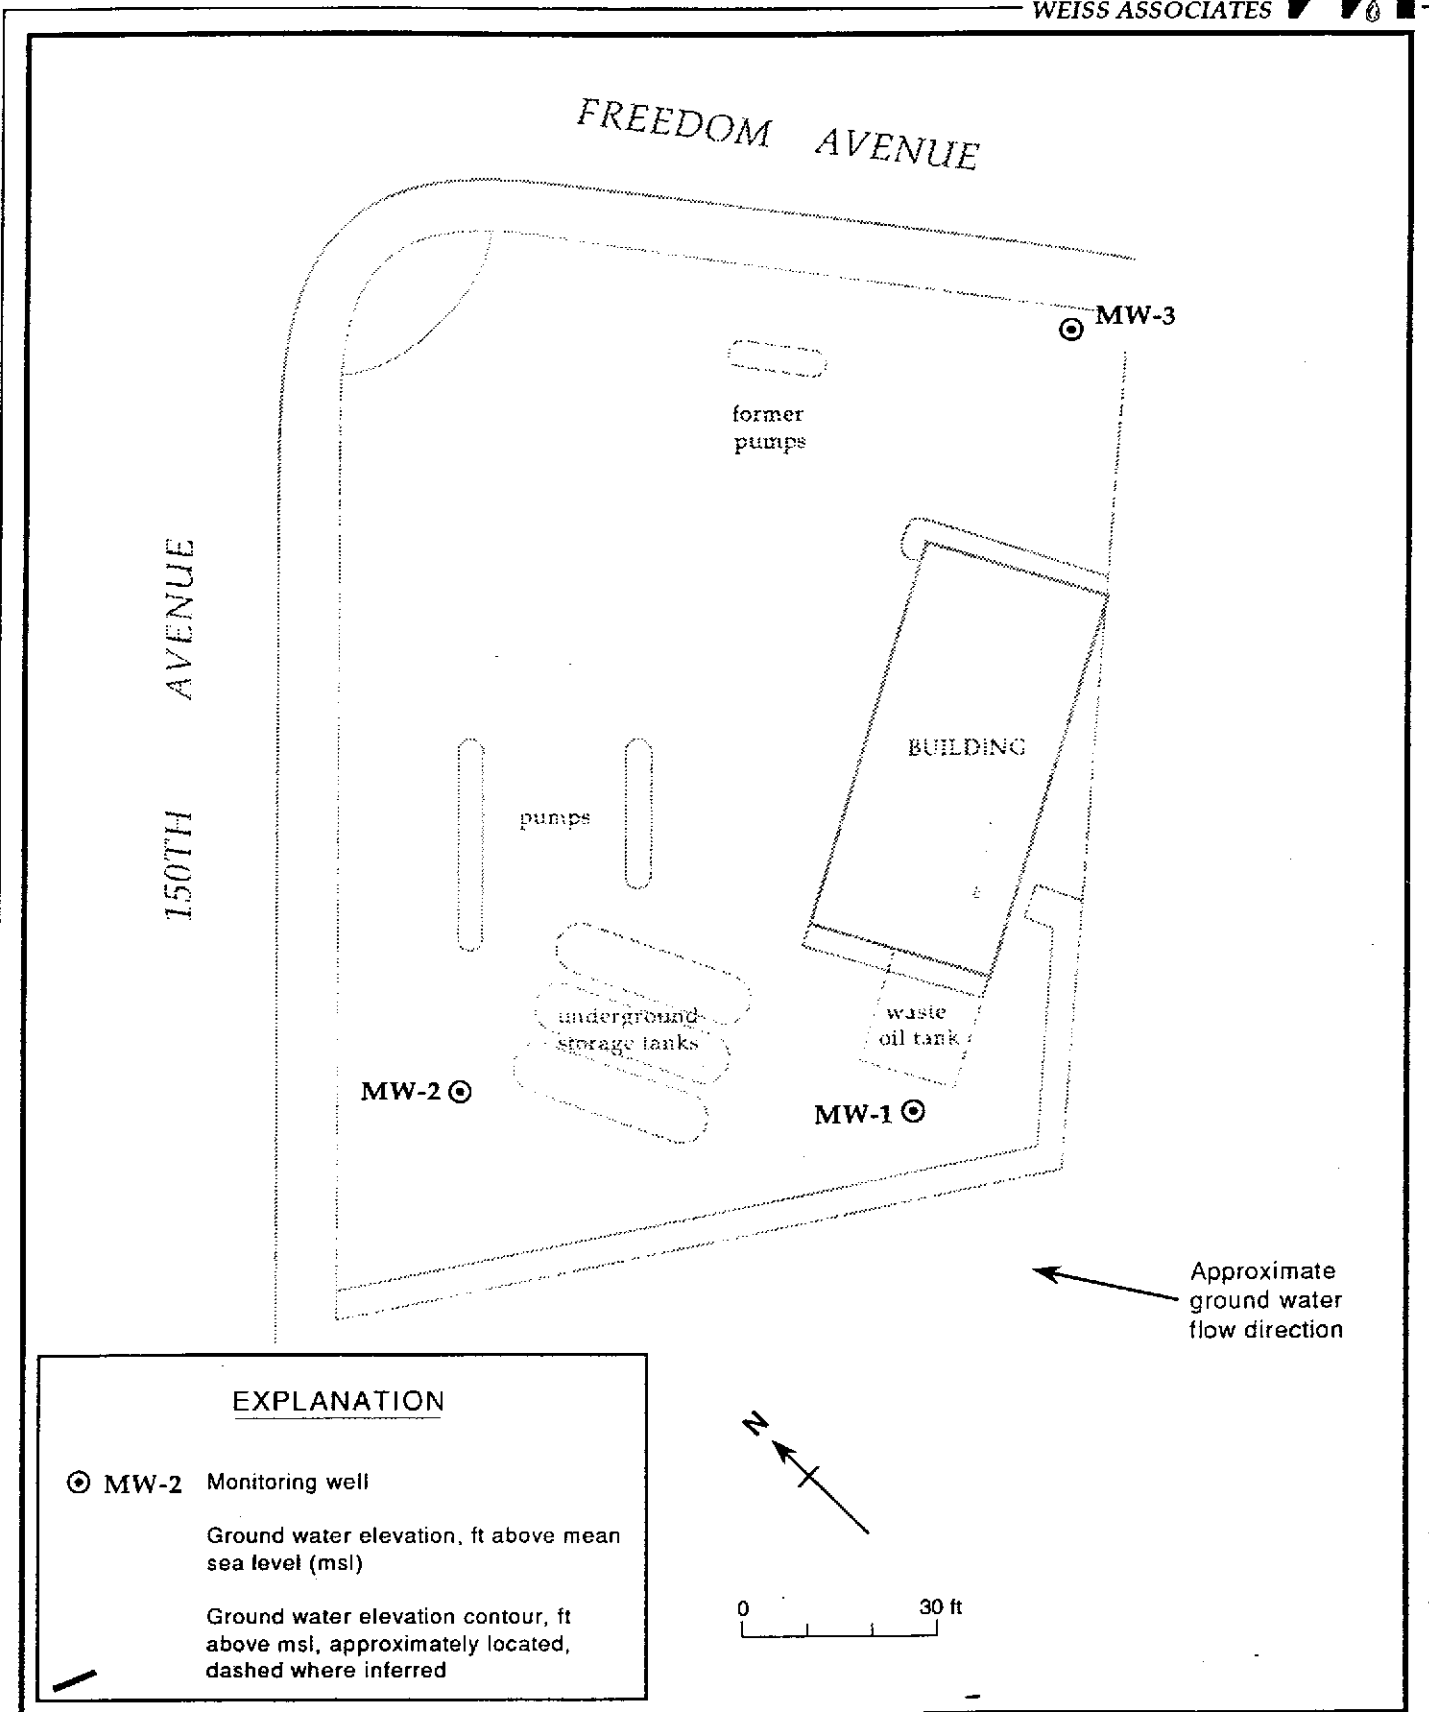 WEISS ASSOCIATES
FREEDOM AVENUE
MW-3
former
pumps
150TH AVENUE
BUILDING
pumps
underground
storage tanks
waste
oil tank
MW-2
MW-1
Approximate
ground water
flow direction
EXPLANATION
MW-2 Monitoring well
Ground water elevation, ft above mean
sea level (msl)
Ground water elevation contour, ft
above msl, approximately located,
dashed where inferred
N
0 30 ft